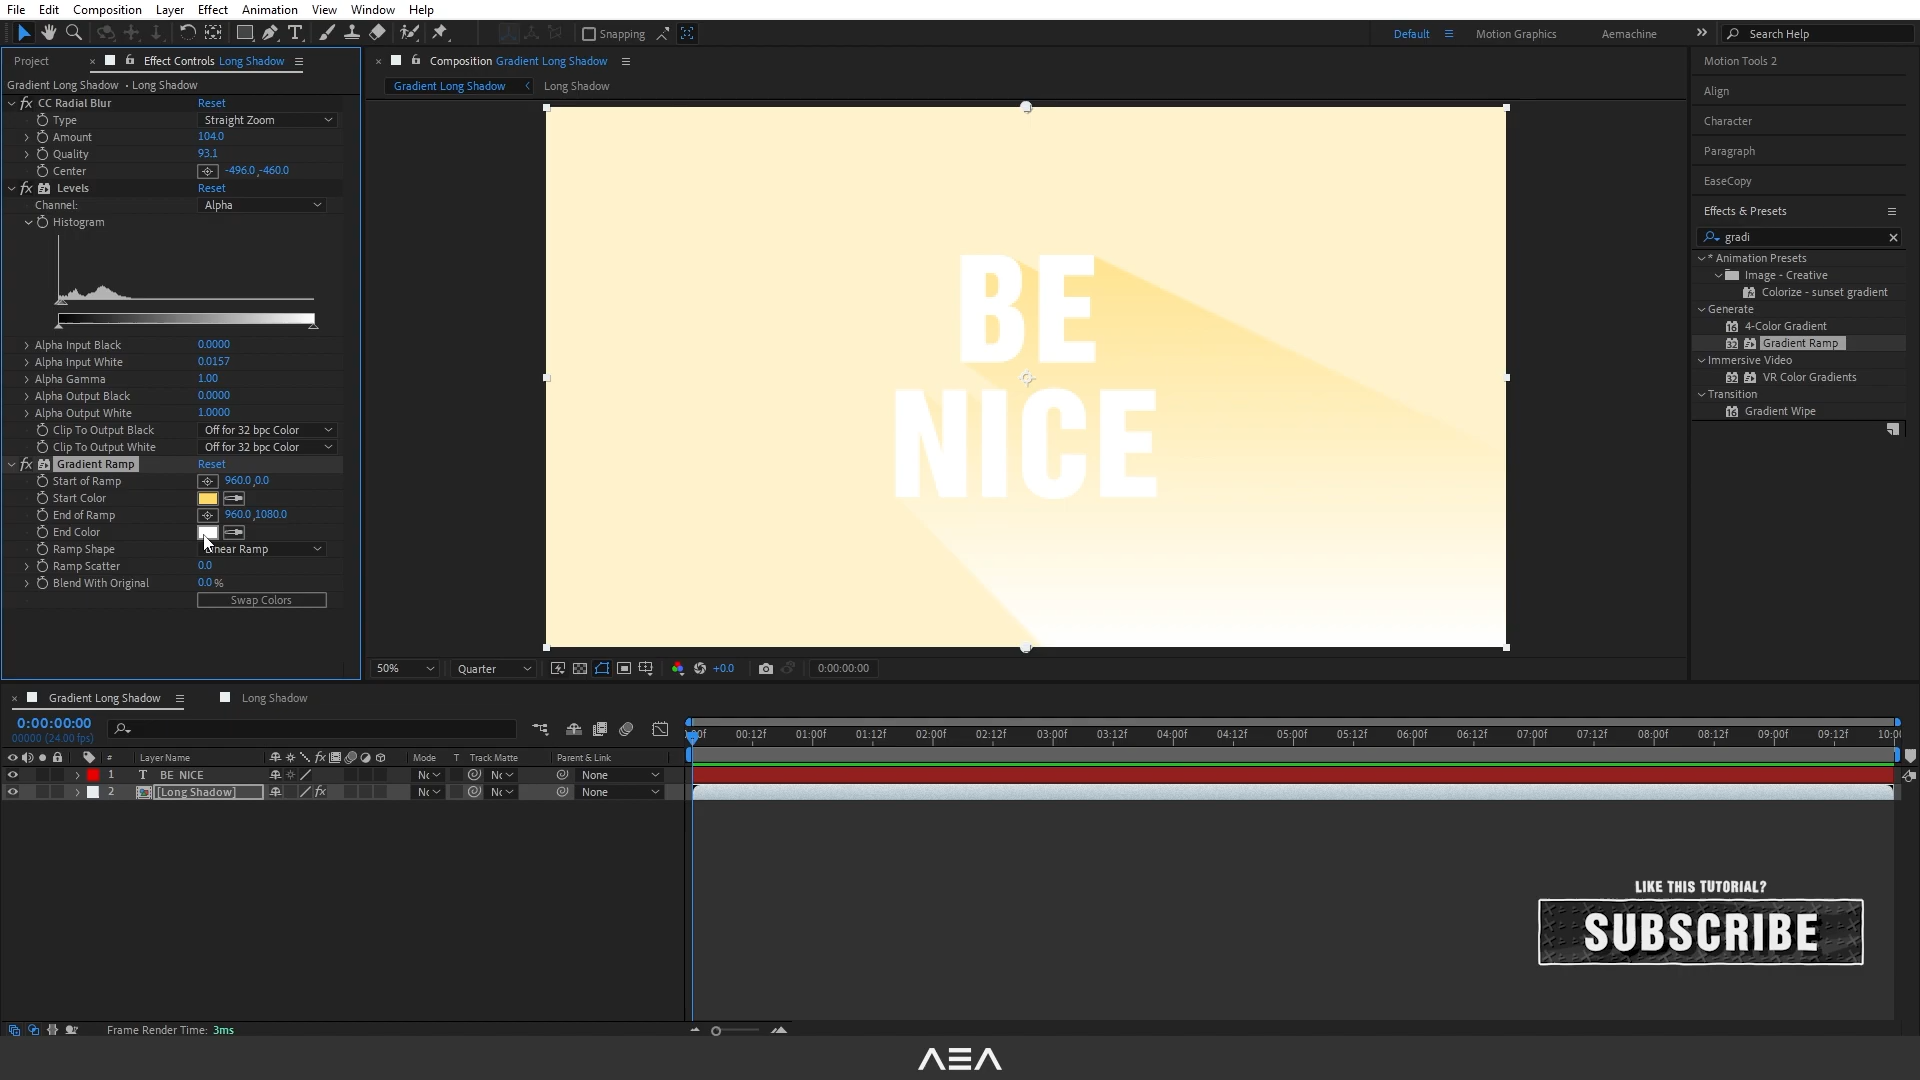 File Edit Composition Layer Effect Animation View Window Help
Snapping
Default
Motion Graphics
Aemachine
Search Help
Project
Effect Controls Long Shadow
Composition Gradient Long Shadow
Gradient Long Shadow • Long Shadow
Gradient Long Shadow
Long Shadow
fx CC Radial Blur Reset
Type Straight Zoom
Amount 104.0
Quality 93.1
Center -496.0,-460.0
fx Levels Reset
Channel: Alpha
Histogram
Alpha Input Black 0.0000
Alpha Input White 0.0157
Alpha Gamma 1.00
Alpha Output Black 0.0000
Alpha Output White 1.0000
Clip To Output Black Off for 32 bpc Color
Clip To Output White Off for 32 bpc Color
fx Gradient Ramp Reset
Start of Ramp 960.0,0.0
Start Color
End of Ramp 960.0,1080.0
End Color
Ramp Shape Linear Ramp
Ramp Scatter 0.0
Blend With Original 0.0 %
Swap Colors
BE
NICE
50% Quarter +0.0 0:00:00:00
Motion Tools 2
Align
Character
Paragraph
EaseCopy
Effects & Presets
gradi
* Animation Presets
Image - Creative
Colorize - sunset gradient
Generate
4-Color Gradient
Gradient Ramp
Immersive Video
VR Color Gradients
Transition
Gradient Wipe
Gradient Long Shadow
Long Shadow
0:00:00:00
00000 (24.00 fps)
00f 00:12f 01:00f 01:12f 02:00f 02:12f 03:00f 03:12f 04:00f 04:12f 05:00f 05:12f 06:00f 06:12f 07:00f 07:12f 08:00f 08:12f 09:00f 09:12f 10:00
# Layer Name fx Mode T Track Matte Parent & Link
1 T BE NICE None
2 [Long Shadow] fx None
LIKE THIS TUTORIAL?
SUBSCRIBE
Frame Render Time: 3ms
AEA